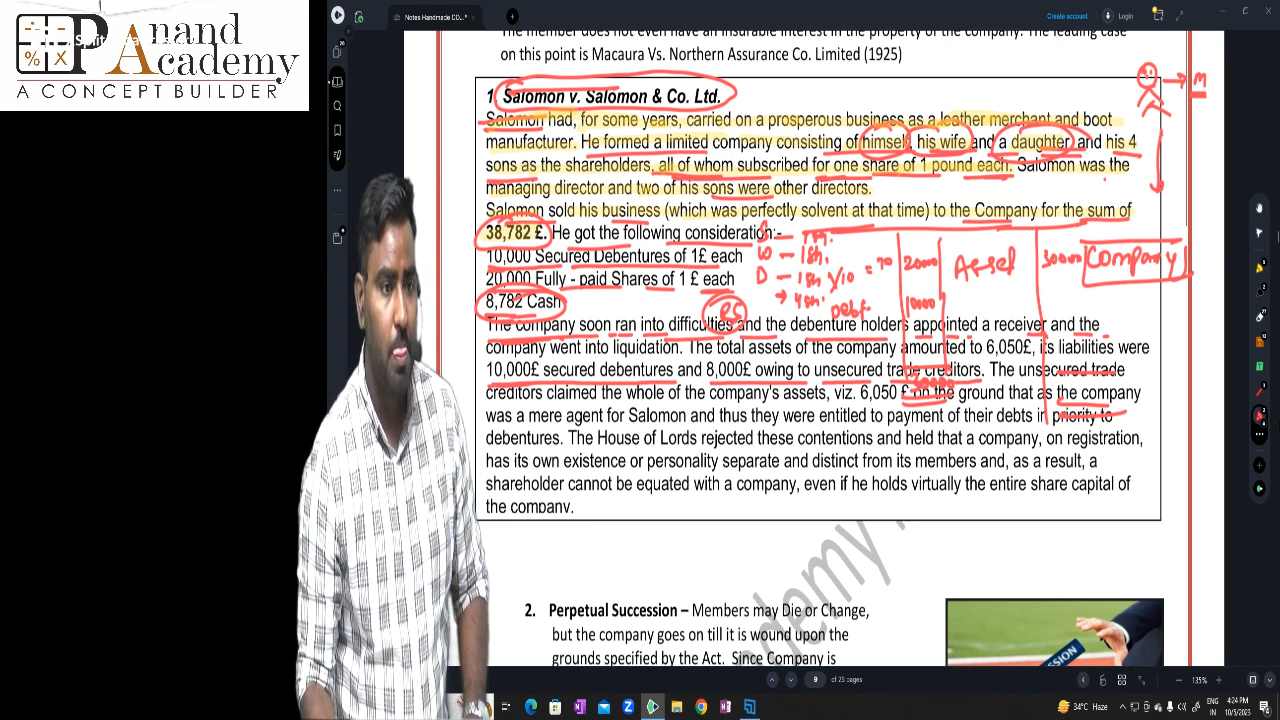 Anand
Academy
A CONCEPT BUILDER
Notes Handmade CO...*
Create account
Login
The member does not even have an insurable interest in the property of the company. The leading case
on this point is Macaura Vs. Northern Assurance Co. Limited (1925)
1. Salomon v. Salomon & Co. Ltd.
Salomon had, for some years, carried on a prosperous business as a leather merchant and boot
manufacturer. He formed a limited company consisting of himself, his wife and a daughter, and his 4
sons as the shareholders, all of whom subscribed for one share of 1 pound each. Salomon was the
managing director and two of his sons were other directors.
Salomon sold his business (which was perfectly solvent at that time) to the Company for the sum of
38,782 £. He got the following consideration:-
10,000 Secured Debentures of 1£ each
20,000 Fully - paid Shares of 1 £ each
8,782 Cash
The company soon ran into difficulties and the debenture holders appointed a receiver and the
company went into liquidation. The total assets of the company amounted to 6,050£, its liabilities were
10,000£ secured debentures and 8,000£ owing to unsecured trade creditors. The unsecured trade
creditors claimed the whole of the company's assets, viz. 6,050 £ on the ground that as the company
was a mere agent for Salomon and thus they were entitled to payment of their debts in priority to
debentures. The House of Lords rejected these contentions and held that a company, on registration,
has its own existence or personality separate and distinct from its members and, as a result, a
shareholder cannot be equated with a company, even if he holds virtually the entire share capital of
the company.
Asset
Company
2. Perpetual Succession – Members may Die or Change,
but the company goes on till it is wound upon the
grounds specified by the Act. Since Company is
9 of 26 pages
135%
34°C Haze
ENG
IN
4:24 PM
10/5/2023